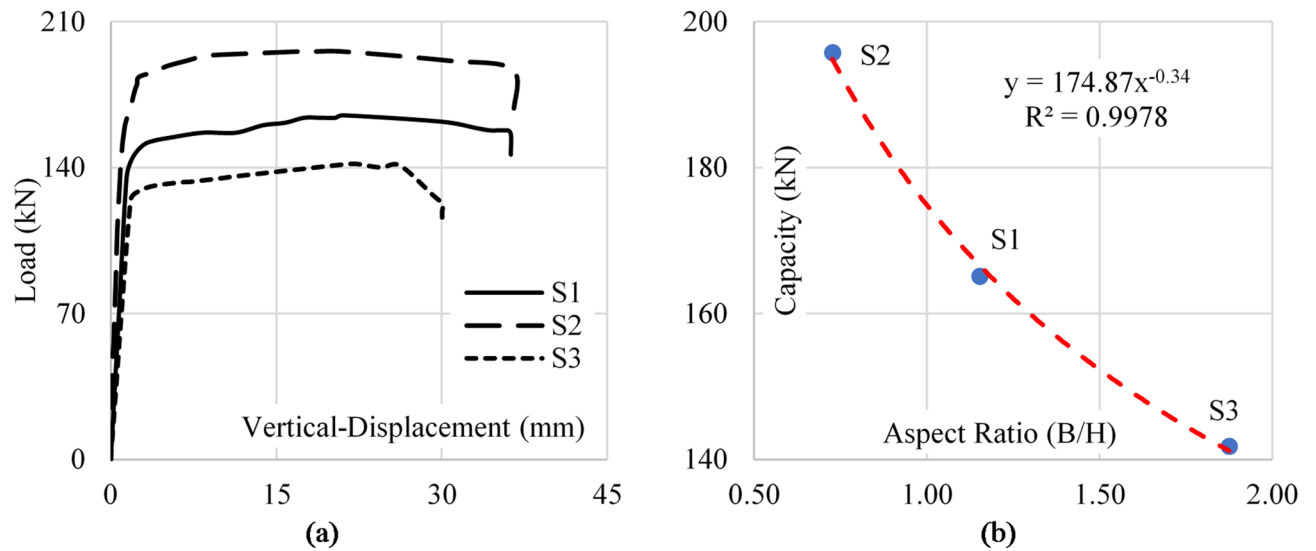 210
140
70
0
Load (kN)
S1
S2
S3
Vertical-Displacement (mm)
0
15
30
45
(a)
200
180
160
140
Capacity (kN)
S2
y = 174.87x⁻⁰·³⁴
R² = 0.9978
S1
S3
Aspect Ratio (B/H)
0.50
1.00
1.50
2.00
(b)